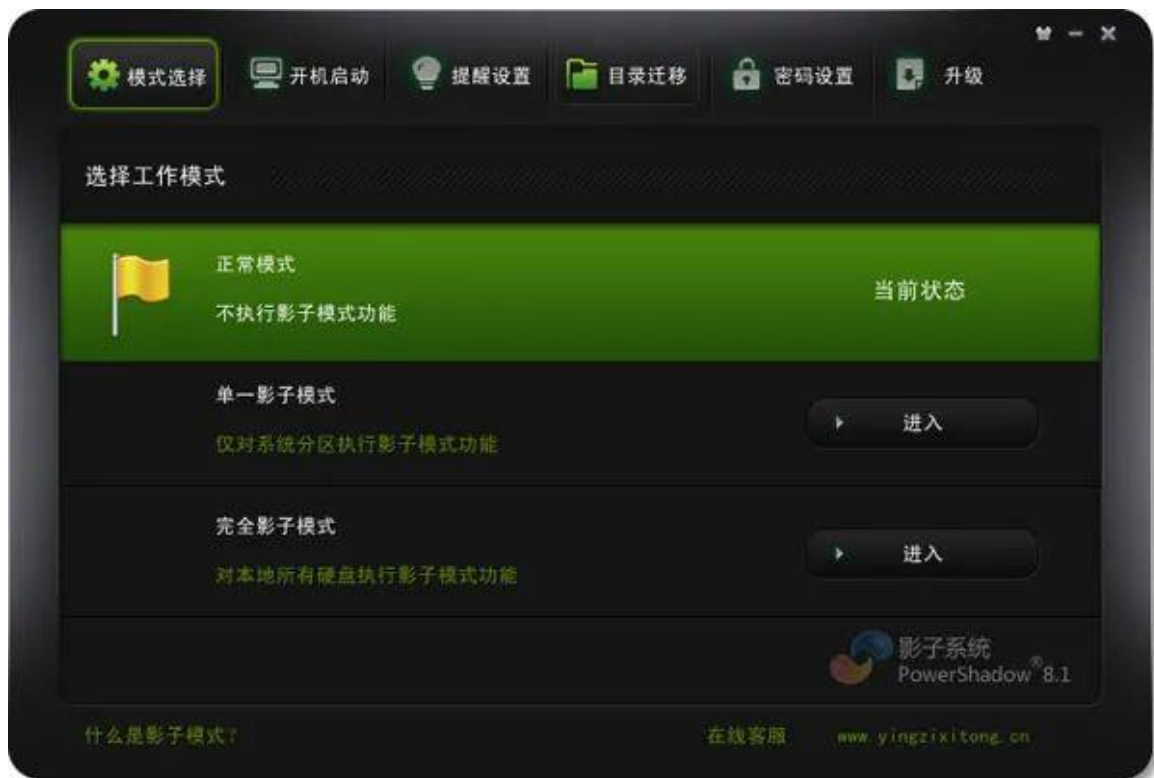 模式选择 开机启动 提醒设置 目录迁移 密码设置 升级
选择工作模式
正常模式
不执行影子模式功能
当前状态
单一影子模式
仅对系统分区执行影子模式功能
进入
完全影子模式
对本地所有硬盘执行影子模式功能
进入
影子系统
PowerShadow® 8.1
什么是影子模式? 在线客服 www.yingzixitong.cn